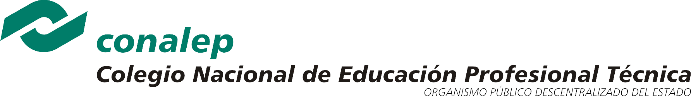 conalep
Colegio Nacional de Educación Profesional Técnica
ORGANISMO PÚBLICO DESCENTRALIZADO DEL ESTADO